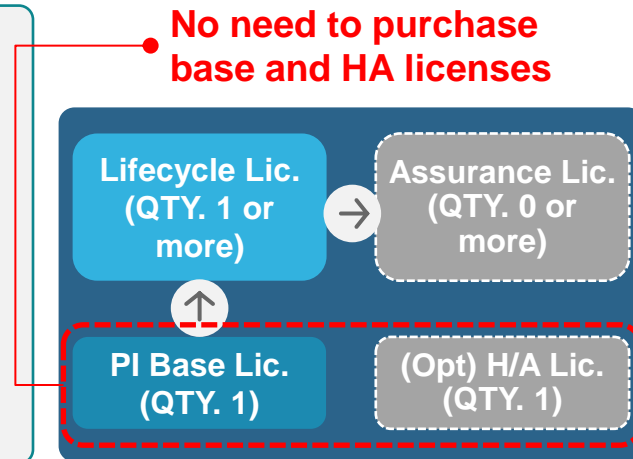 No need to purchase
base and HA licenses
Lifecycle Lic.
(QTY. 1 or
more)
Assurance Lic.
(QTY. 0 or
more)
PI Base Lic.
(QTY. 1)
(Opt) H/A Lic.
(QTY. 1)